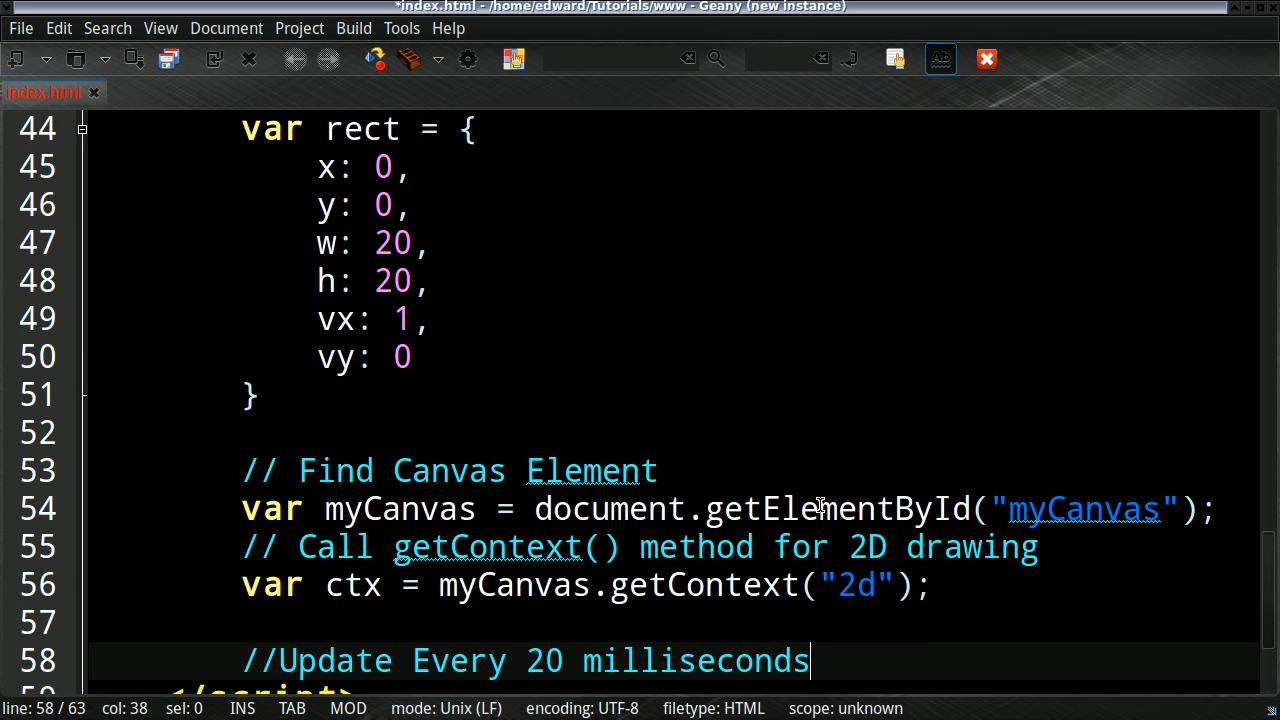 *index.html - /home/edward/Tutorials/www - Geany (new instance)
File Edit Search View Document Project Build Tools Help
index.html
44 var rect = {
45 x: 0,
46 y: 0,
47 w: 20,
48 h: 20,
49 vx: 1,
50 vy: 0
51 }
52
53 // Find Canvas Element
54 var myCanvas = document.getElementById("myCanvas");
55 // Call getContext() method for 2D drawing
56 var ctx = myCanvas.getContext("2d");
57
58 //Update Every 20 milliseconds
59 </script>
line: 58 / 63 col: 38 sel: 0 INS TAB MOD mode: Unix (LF) encoding: UTF-8 filetype: HTML scope: unknown